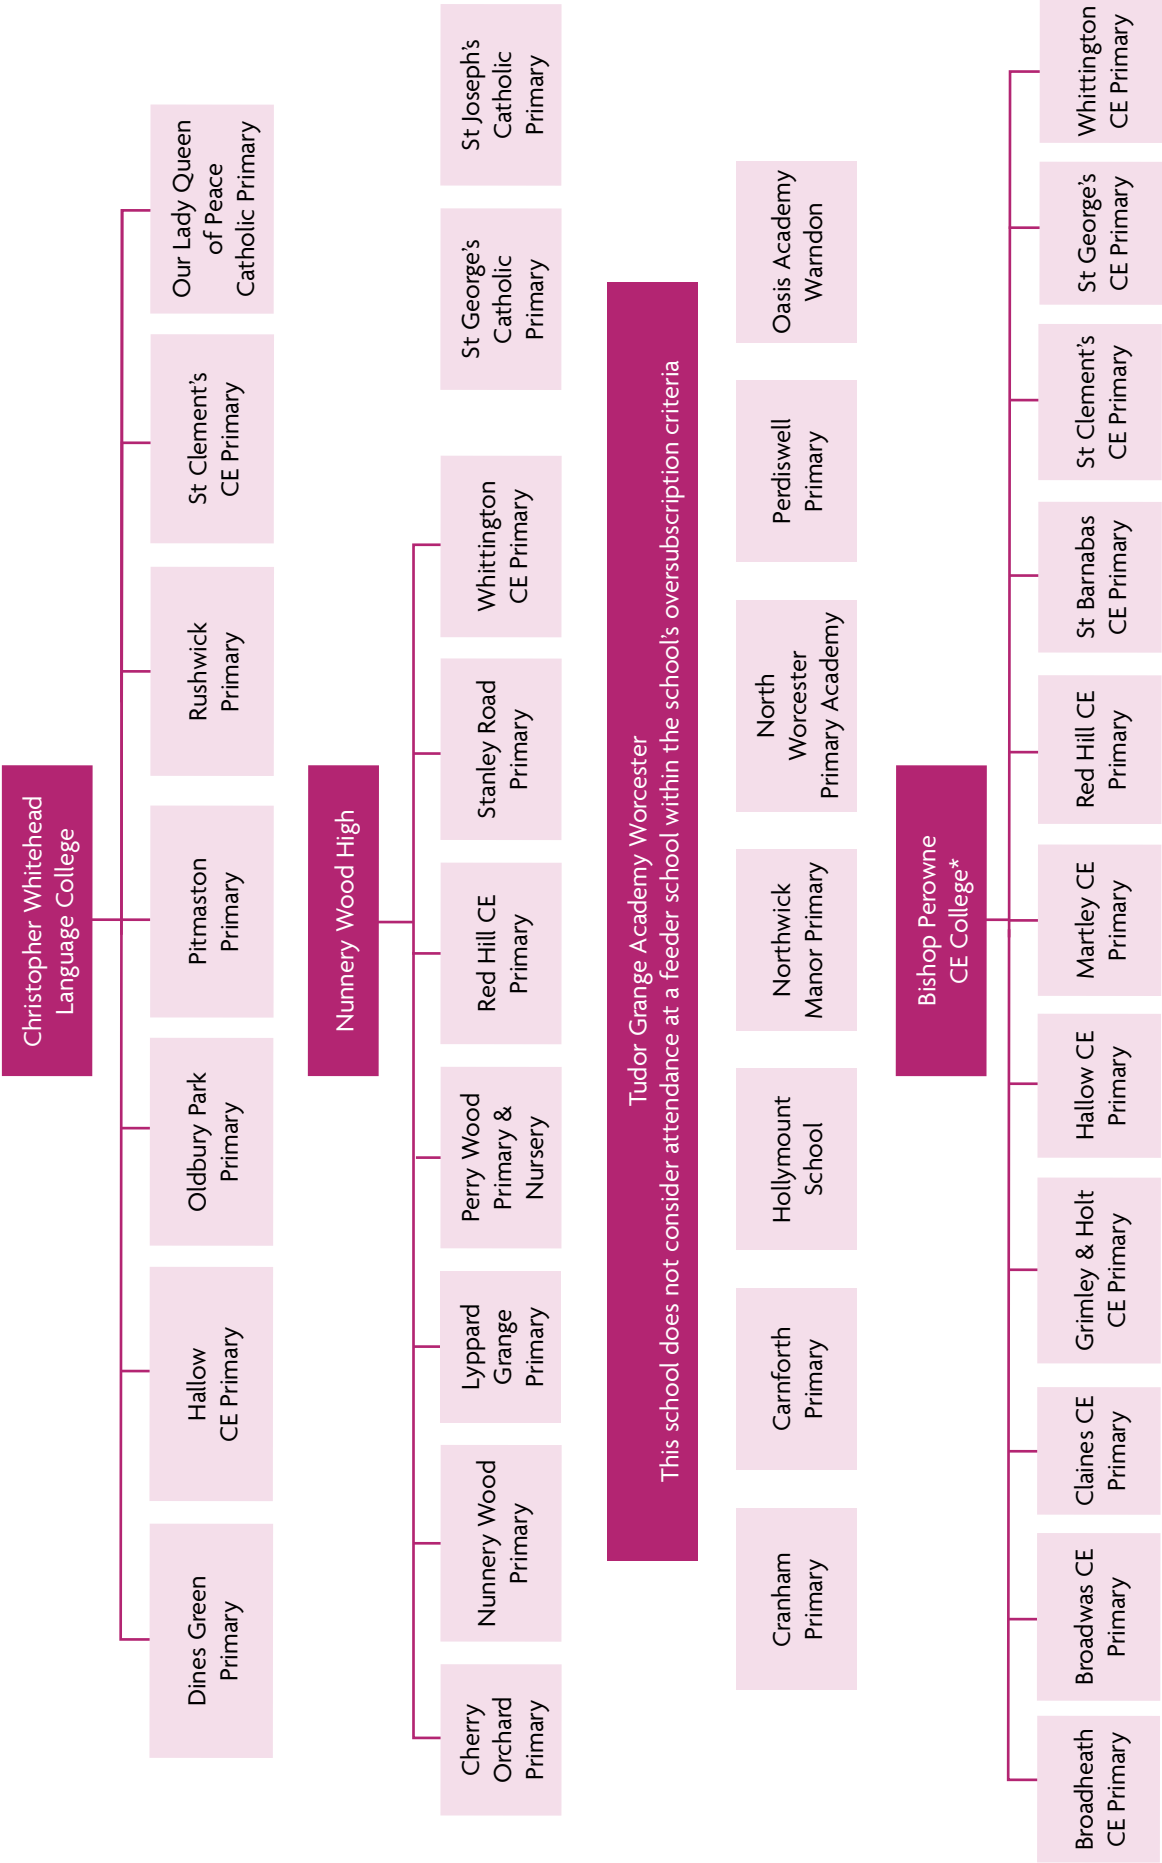 Christopher Whitehead
Language College
Dines Green
Primary
Hallow
CE Primary
Oldbury Park
Primary
Pitmaston
Primary
Rushwick
Primary
St Clement's
CE Primary
Our Lady Queen
of Peace
Catholic Primary
Nunnery Wood High
Cherry
Orchard
Primary
Nunnery Wood
Primary
Lyppard
Grange
Primary
Perry Wood
Primary &
Nursery
Red Hill CE
Primary
Stanley Road
Primary
Whittington
CE Primary
St George's
Catholic
Primary
St Joseph's
Catholic
Primary
Tudor Grange Academy Worcester
This school does not consider attendance at a feeder school within the school's oversubscription criteria
Cranham
Primary
Carnforth
Primary
Hollymount
School
Northwick
Manor Primary
North
Worcester
Primary Academy
Perdiswell
Primary
Oasis Academy
Warndon
Bishop Perowne
CE College*
Broadheath
CE Primary
Broadwas CE
Primary
Claines CE
Primary
Grimley & Holt
CE Primary
Hallow CE
Primary
Martley CE
Primary
Red Hill CE
Primary
St Barnabas
CE Primary
St Clement's
CE Primary
St George's
CE Primary
Whittington
CE Primary